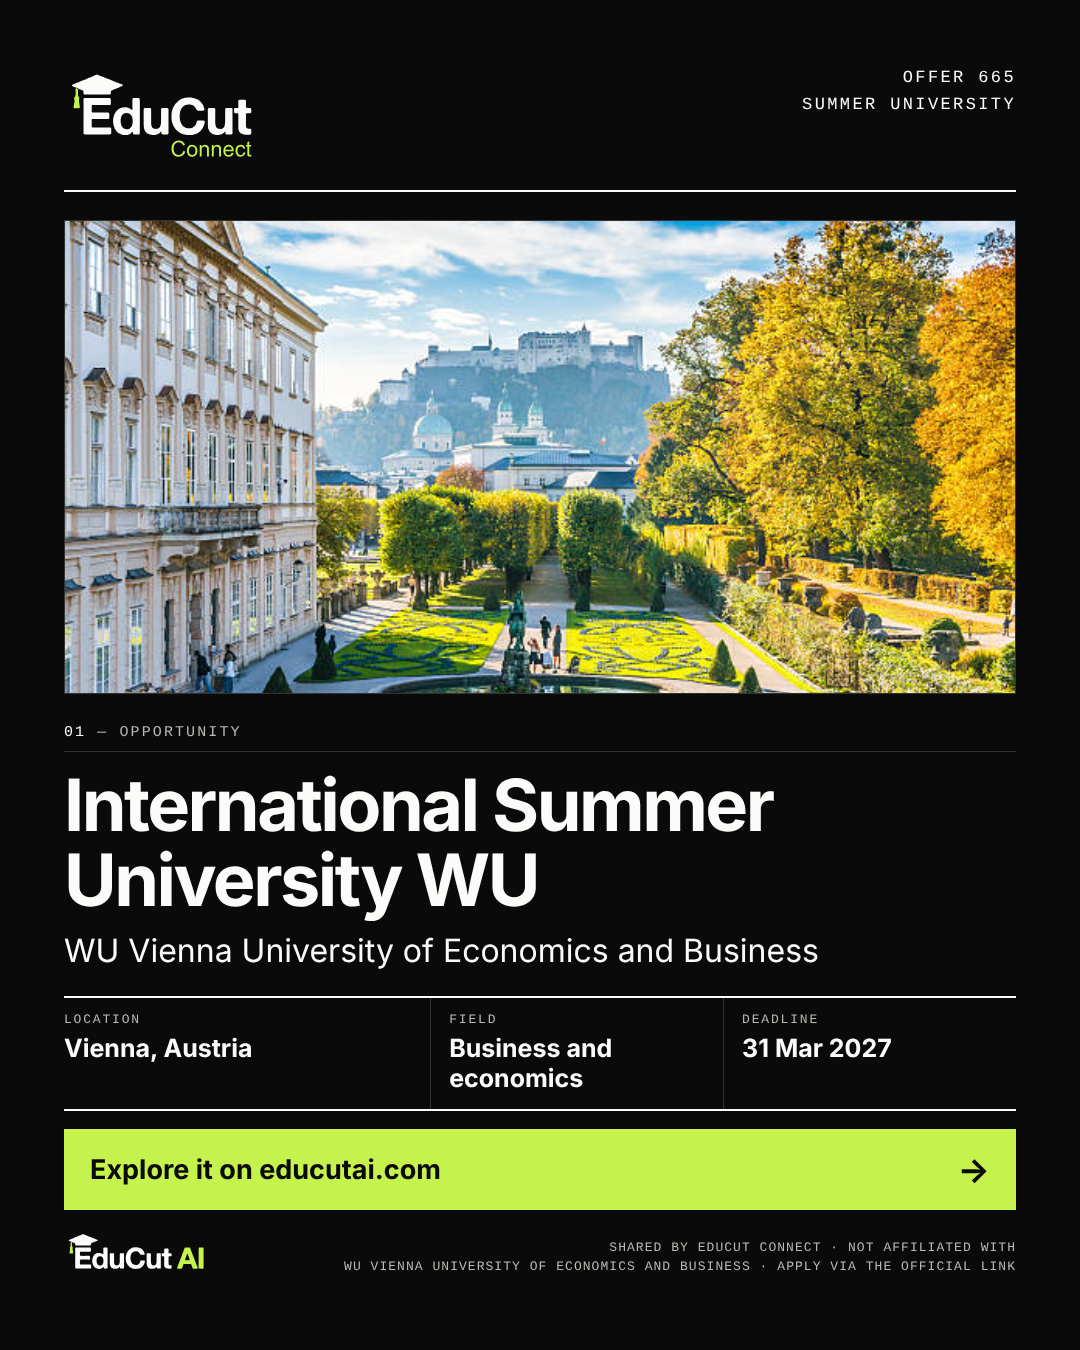 EduCut
Connect
OFFER 665
SUMMER UNIVERSITY
01 — OPPORTUNITY
International Summer
University WU
WU Vienna University of Economics and Business
LOCATION
Vienna, Austria
FIELD
Business and
economics
DEADLINE
31 Mar 2027
Explore it on educutai.com →
EduCut AI
SHARED BY EDUCUT CONNECT · NOT AFFILIATED WITH
WU VIENNA UNIVERSITY OF ECONOMICS AND BUSINESS · APPLY VIA THE OFFICIAL LINK